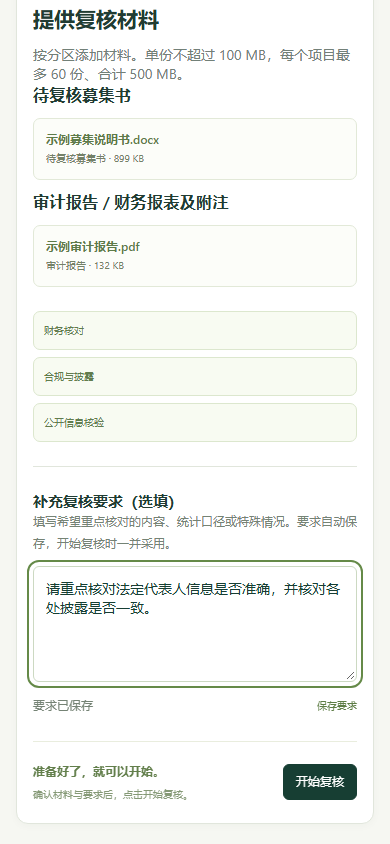 提供复核材料
按分区添加材料。单份不超过 100 MB，每个项目最
多 60 份、合计 500 MB。
待复核募集书
示例募集说明书.docx
待复核募集书 · 899 KB
审计报告 / 财务报表及附注
示例审计报告.pdf
审计报告 · 132 KB
财务核对
合规与披露
公开信息核验
补充复核要求（选填）
填写希望重点核对的内容、统计口径或特殊情况。要求自动保
存，开始复核时一并采用。
请重点核对法定代表人信息是否准确，并核对各
处披露是否一致。
要求已保存
保存要求
准备好了，就可以开始。
确认材料与要求后，点击开始复核。
开始复核